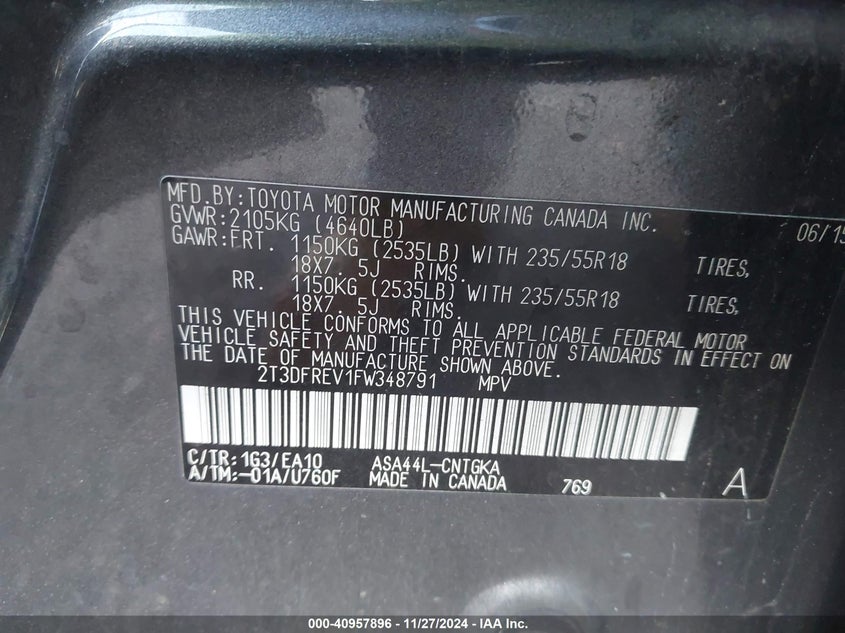 MFD.BY:TOYOTA MOTOR MANUFACTURING CANADA INC.
GVWR:2105KG (4640LB) 06/15
GAWR:FRT. 1150KG (2535LB) WITH 235/55R18 TIRES,
18X7. 5J RIMS.
RR. 1150KG (2535LB) WITH 235/55R18 TIRES,
18X7. 5J RIMS.
THIS VEHICLE CONFORMS TO ALL APPLICABLE FEDERAL MOTOR
VEHICLE SAFETY AND THEFT PREVENTION STANDARDS IN EFFECT ON
THE DATE OF MANUFACTURE SHOWN ABOVE.
2T3DFREV1FW348791 MPV
C/TR:1G3/EA10 ASA44L-CNTGKA
A/TM:-01A/U760F MADE IN CANADA 769 A
000-40957896 - 11/27/2024 - IAA Inc.